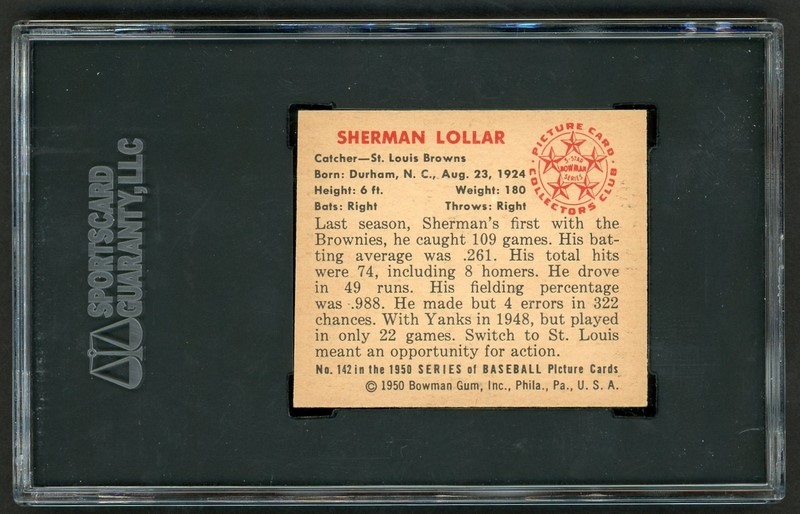 SPORTSCARD
GUARANTY, LLC
SHERMAN LOLLAR
Catcher—St. Louis Browns
Born: Durham, N. C., Aug. 23, 1924
Height: 6 ft. Weight: 180
Bats: Right Throws: Right
PICTURE CARD
COLLECTORS CLUB
5-STAR
BOWMAN
SERIES
Last season, Sherman's first with the
Brownies, he caught 109 games. His bat-
ting average was .261. His total hits
were 74, including 8 homers. He drove
in 49 runs. His fielding percentage
was .988. He made but 4 errors in 322
chances. With Yanks in 1948, but played
in only 22 games. Switch to St. Louis
meant an opportunity for action.
No. 142 in the 1950 SERIES of BASEBALL Picture Cards
© 1950 Bowman Gum, Inc., Phila., Pa., U. S. A.